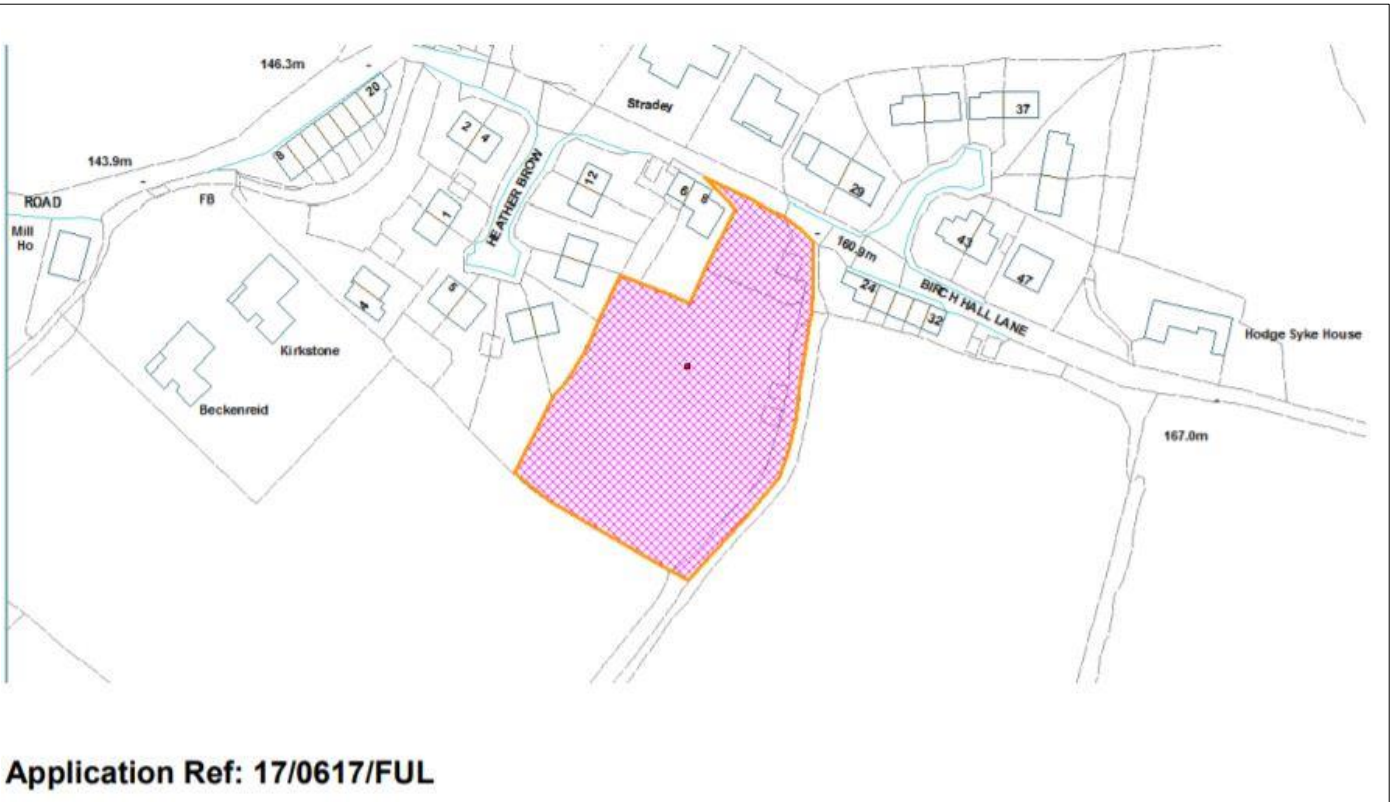 146.3m
20
Stradey
37
2
4
143.9m
8
12
29
ROAD
FB
6
8
Mill
Ho
1
HEATHER BROW
43
160.9m
47
24
BIRCH HALL LANE
4
5
32
Kirkstone
Hodge Syke House
Beckenreid
167.0m
Application Ref: 17/0617/FUL